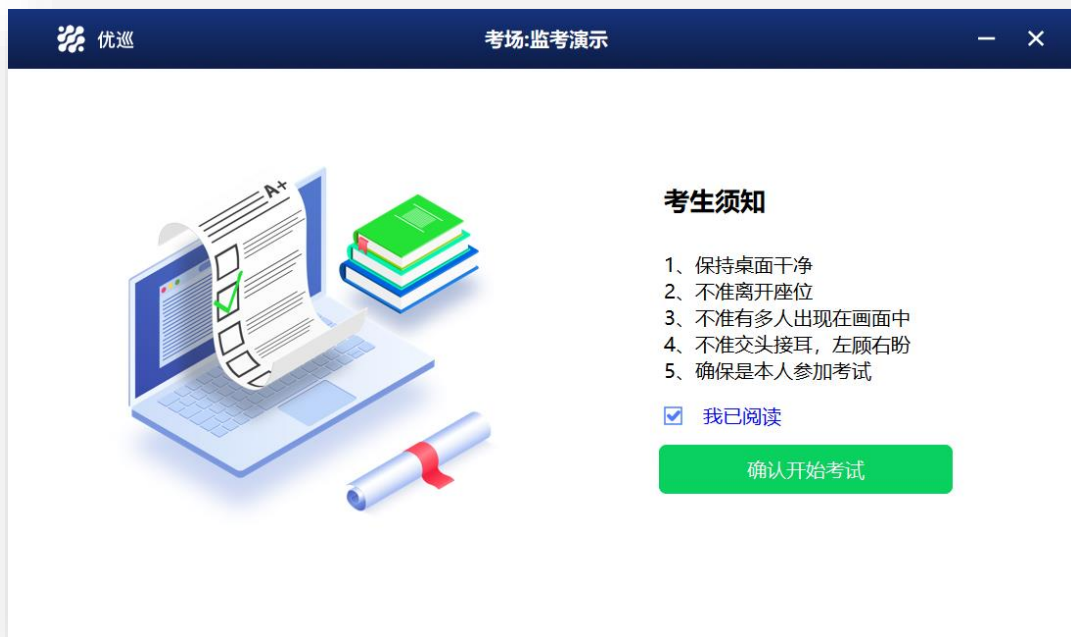 优巡
考场:监考演示
A+
考生须知
1、保持桌面干净
2、不准离开座位
3、不准有多人出现在画面中
4、不准交头接耳，左顾右盼
5、确保是本人参加考试
我已阅读
确认开始考试